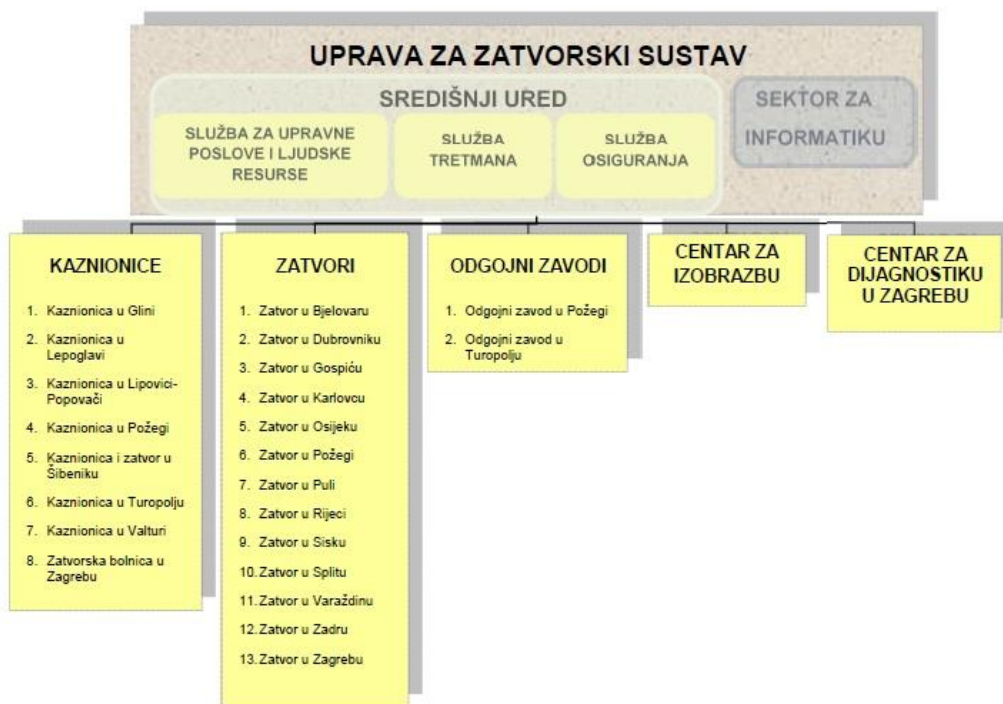 UPRAVA ZA ZATVORSKI SUSTAV
SREDIŠNJI URED
SLUŽBA ZA UPRAVNE
POSLOVE I LJUDSKE
RESURSE
SLUŽBA
TRETMANA
SLUŽBA
OSIGURANJA
SEKTOR ZA
INFORMATIKU
KAZNIONICE
1. Kaznionica u Glini
2. Kaznionica u
Lepoglavi
3. Kaznionica u Lipovici-
Popovači
4. Kaznionica u Požegi
5. Kaznionica i zatvor u
Šibeniku
6. Kaznionica u Turopolju
7. Kaznionica u Valturi
8. Zatvorska bolnica u
Zagrebu
ZATVORI
1. Zatvor u Bjelovaru
2. Zatvor u Dubrovniku
3. Zatvor u Gospiću
4. Zatvor u Karlovcu
5. Zatvor u Osijeku
6. Zatvor u Požegi
7. Zatvor u Puli
8. Zatvor u Rijeci
9. Zatvor u Sisku
10. Zatvor u Splitu
11. Zatvor u Varaždinu
12. Zatvor u Zadru
13. Zatvor u Zagrebu
ODGOJNI ZAVODI
1. Odgojni zavod u Požegi
2. Odgojni zavod u
Turopolju
CENTAR ZA
IZOBRAZBU
CENTAR ZA
DIJAGNOSTIKU
U ZAGREBU